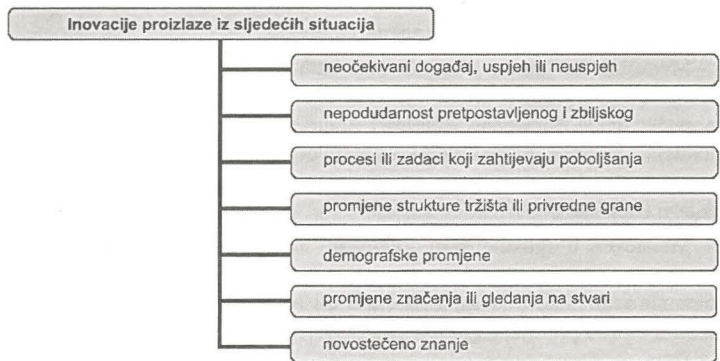 Inovacije proizlaze iz sljedećih situacija
neočekivani događaj, uspjeh ili neuspjeh
nepodudarnost pretpostavljenog i zbiljskog
procesi ili zadaci koji zahtijevaju poboljšanja
promjene strukture tržišta ili privredne grane
demografske promjene
promjene značenja ili gledanja na stvari
novostečeno znanje